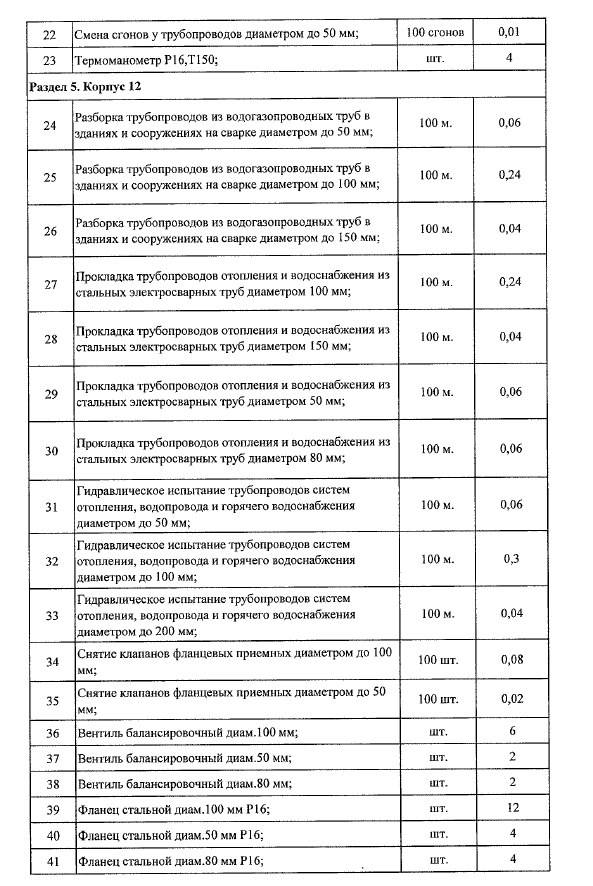 22 Смена сгонов у трубопроводов диаметром до 50 мм; 100 сгонов 0,01
23 Термоманометр Р16,Т150; шт. 4
Раздел 5. Корпус 12
24 Разборка трубопроводов из водогазопроводных труб в
зданиях и сооружениях на сварке диаметром до 50 мм; 100 м. 0,06
25 Разборка трубопроводов из водогазопроводных труб в
зданиях и сооружениях на сварке диаметром до 100 мм; 100 м. 0,24
26 Разборка трубопроводов из водогазопроводных труб в
зданиях и сооружениях на сварке диаметром до 150 мм; 100 м. 0,04
27 Прокладка трубопроводов отопления и водоснабжения из
стальных электросварных труб диаметром 100 мм; 100 м. 0,24
28 Прокладка трубопроводов отопления и водоснабжения из
стальных электросварных труб диаметром 150 мм; 100 м. 0,04
29 Прокладка трубопроводов отопления и водоснабжения из
стальных электросварных труб диаметром 50 мм; 100 м. 0,06
30 Прокладка трубопроводов отопления и водоснабжения из
стальных электросварных труб диаметром 80 мм; 100 м. 0,06
31 Гидравлическое испытание трубопроводов систем
отопления, водопровода и горячего водоснабжения
диаметром до 50 мм; 100 м. 0,06
32 Гидравлическое испытание трубопроводов систем
отопления, водопровода и горячего водоснабжения
диаметром до 100 мм; 100 м. 0,3
33 Гидравлическое испытание трубопроводов систем
отопления, водопровода и горячего водоснабжения
диаметром до 200 мм; 100 м. 0,04
34 Снятие клапанов фланцевых приемных диаметром до 100
мм; 100 шт. 0,08
35 Снятие клапанов фланцевых приемных диаметром до 50
мм; 100 шт. 0,02
36 Вентиль балансировочный диам.100 мм; шт. 6
37 Вентиль балансировочный диам.50 мм; шт. 2
38 Вентиль балансировочный диам.80 мм; шт. 2
39 Фланец стальной диам.100 мм Р16; шт. 12
40 Фланец стальной диам.50 мм Р16; шт. 4
41 Фланец стальной диам.80 мм Р16; шт. 4